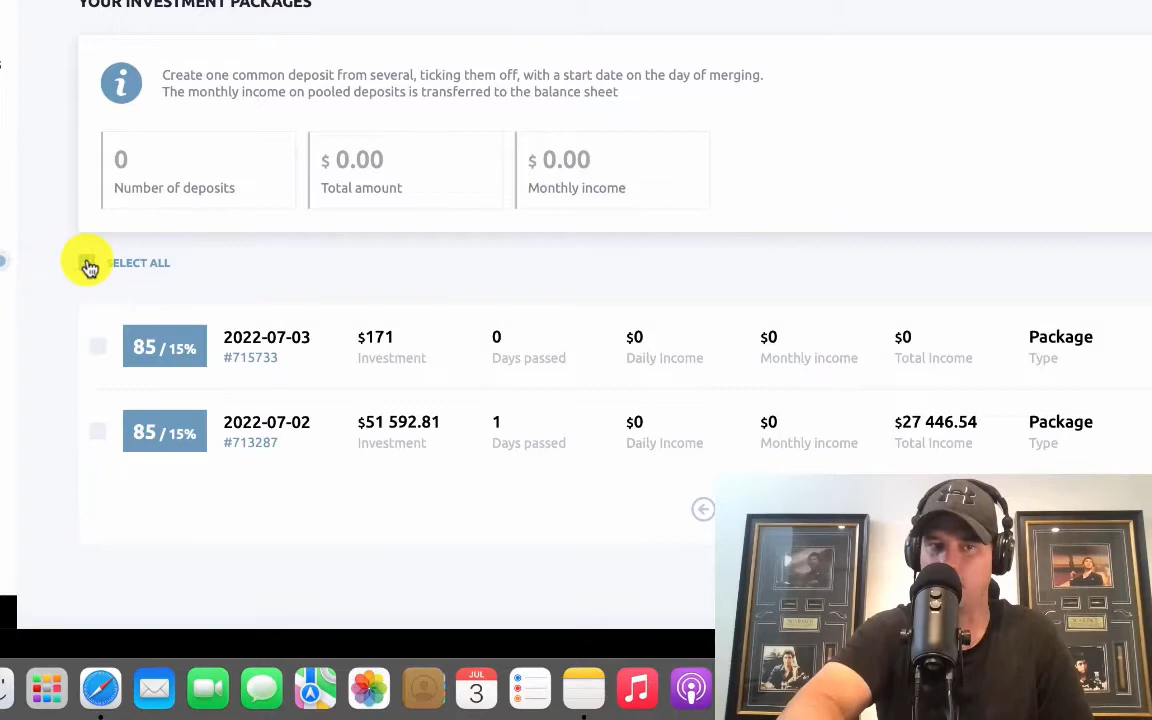 YOUR INVESTMENT PACKAGES
Create one common deposit from several, ticking them off, with a start date on the day of merging.
The monthly income on pooled deposits is transferred to the balance sheet
0
Number of deposits
$ 0.00
Total amount
$ 0.00
Monthly income
SELECT ALL
85 / 15% 2022-07-03 $171 0 $0 $0 $0 Package
#715733 Investment Days passed Daily Income Monthly income Total Income Type
85 / 15% 2022-07-02 $51 592.81 1 $0 $0 $27 446.54 Package
#713287 Investment Days passed Daily Income Monthly income Total Income Type
JUL
3